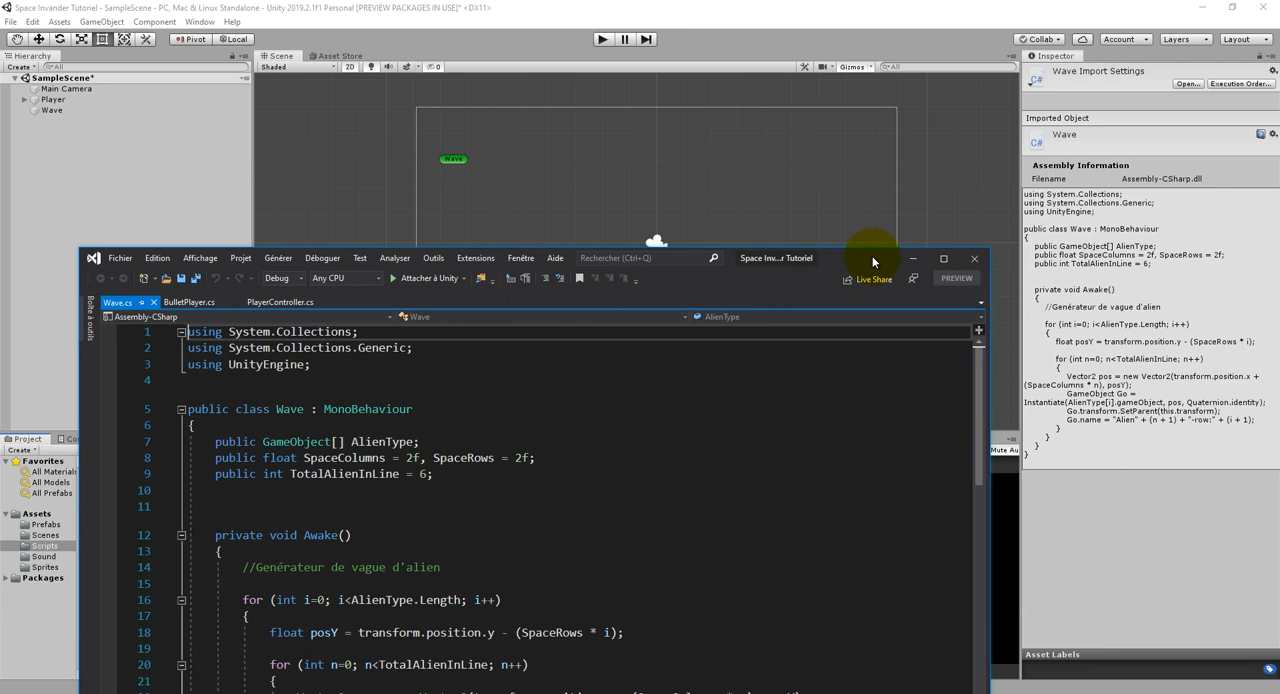 Space Invander Tutoriel - SampleScene - PC, Mac & Linux Standalone - Unity 2019.2.1f1 Personal [PREVIEW PACKAGES IN USE]* <DX11>
File Edit Assets GameObject Component Window Help
Pivot Local
Collab Account Layers Layout
Hierarchy
Create All
SampleScene*
Main Camera
Player
Wave
Scene Asset Store
Shaded 2D 0 Gizmos All
Wave
Inspector
Wave Import Settings
C#
Open... Execution Order...
Imported Object
Wave
C#
Assembly Information
Filename Assembly-CSharp.dll
using System.Collections;
using System.Collections.Generic;
using UnityEngine;
public class Wave : MonoBehaviour
{
public GameObject[] AlienType;
public float SpaceColumns = 2f, SpaceRows = 2f;
public int TotalAlienInLine = 6;
private void Awake()
{
//Genérateur de vague d'alien
for (int i=0; i<AlienType.Length; i++)
{
float posY = transform.position.y - (SpaceRows * i);
for (int n=0; n<TotalAlienInLine; n++)
{
Vector2 pos = new Vector2(transform.position.x +
(SpaceColumns * n), posY);
GameObject Go =
Instantiate(AlienType[i].gameObject, pos, Quaternion.identity);
Go.transform.SetParent(this.transform);
Go.name = "Alien" + (n + 1) + "-row:" + (i + 1);
}
}
}
}
Asset Labels
Mute Au
Project Co
Create
Favorites
All Material
All Models
All Prefabs
Assets
Prefabs
Scenes
Scripts
Sound
Sprites
Packages
Fichier Edition Affichage Projet Générer Déboguer Test Analyser Outils Extensions Fenêtre Aide Rechercher (Ctrl+Q) Space Inv...r Tutoriel
Debug Any CPU Attacher à Unity Live Share PREVIEW
Boîte à outils
Wave.cs BulletPlayer.cs PlayerController.cs
Assembly-CSharp Wave AlienType
1 using System.Collections;
2 using System.Collections.Generic;
3 using UnityEngine;
4
5 public class Wave : MonoBehaviour
6 {
7 public GameObject[] AlienType;
8 public float SpaceColumns = 2f, SpaceRows = 2f;
9 public int TotalAlienInLine = 6;
10
11
12 private void Awake()
13 {
14 //Genérateur de vague d'alien
15
16 for (int i=0; i<AlienType.Length; i++)
17 {
18 float posY = transform.position.y - (SpaceRows * i);
19
20 for (int n=0; n<TotalAlienInLine; n++)
21 {